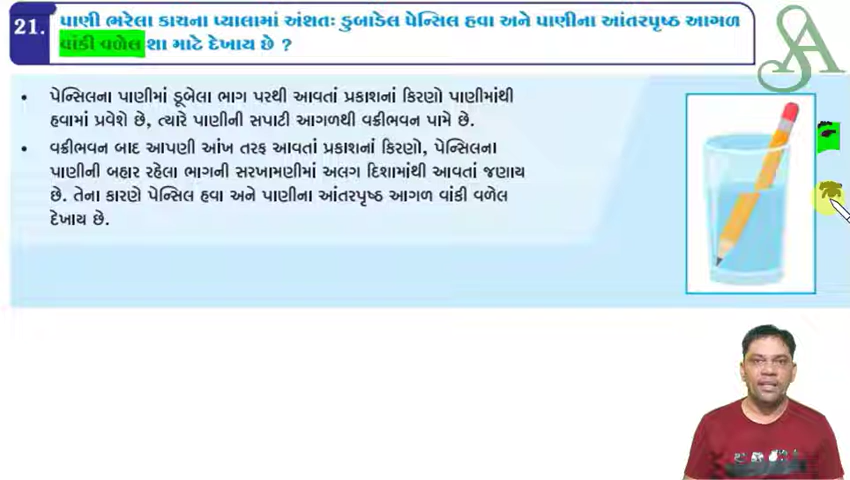 21. પાણી ભરેલા કાચના પ્યાલામાં અંશતઃ ડુબાડેલ પેન્સિલ હવા અને પાણીના આંતરપૃષ્ઠ આગળ
વાંકી વળેલ શા માટે દેખાય છે ?
• પેન્સિલના પાણીમાં ડૂબેલા ભાગ પરથી આવતાં પ્રકાશનાં કિરણો પાણીમાંથી
હવામાં પ્રવેશે છે, ત્યારે પાણીની સપાટી આગળથી વક્રીભવન પામે છે.
• વક્રીભવન બાદ આપણી આંખ તરફ આવતાં પ્રકાશનાં કિરણો, પેન્સિલના
પાણીની બહાર રહેલા ભાગની સરખામણીમાં અલગ દિશામાંથી આવતાં જણાય
છે. તેના કારણે પેન્સિલ હવા અને પાણીના આંતરપૃષ્ઠ આગળ વાંકી વળેલ
દેખાય છે.